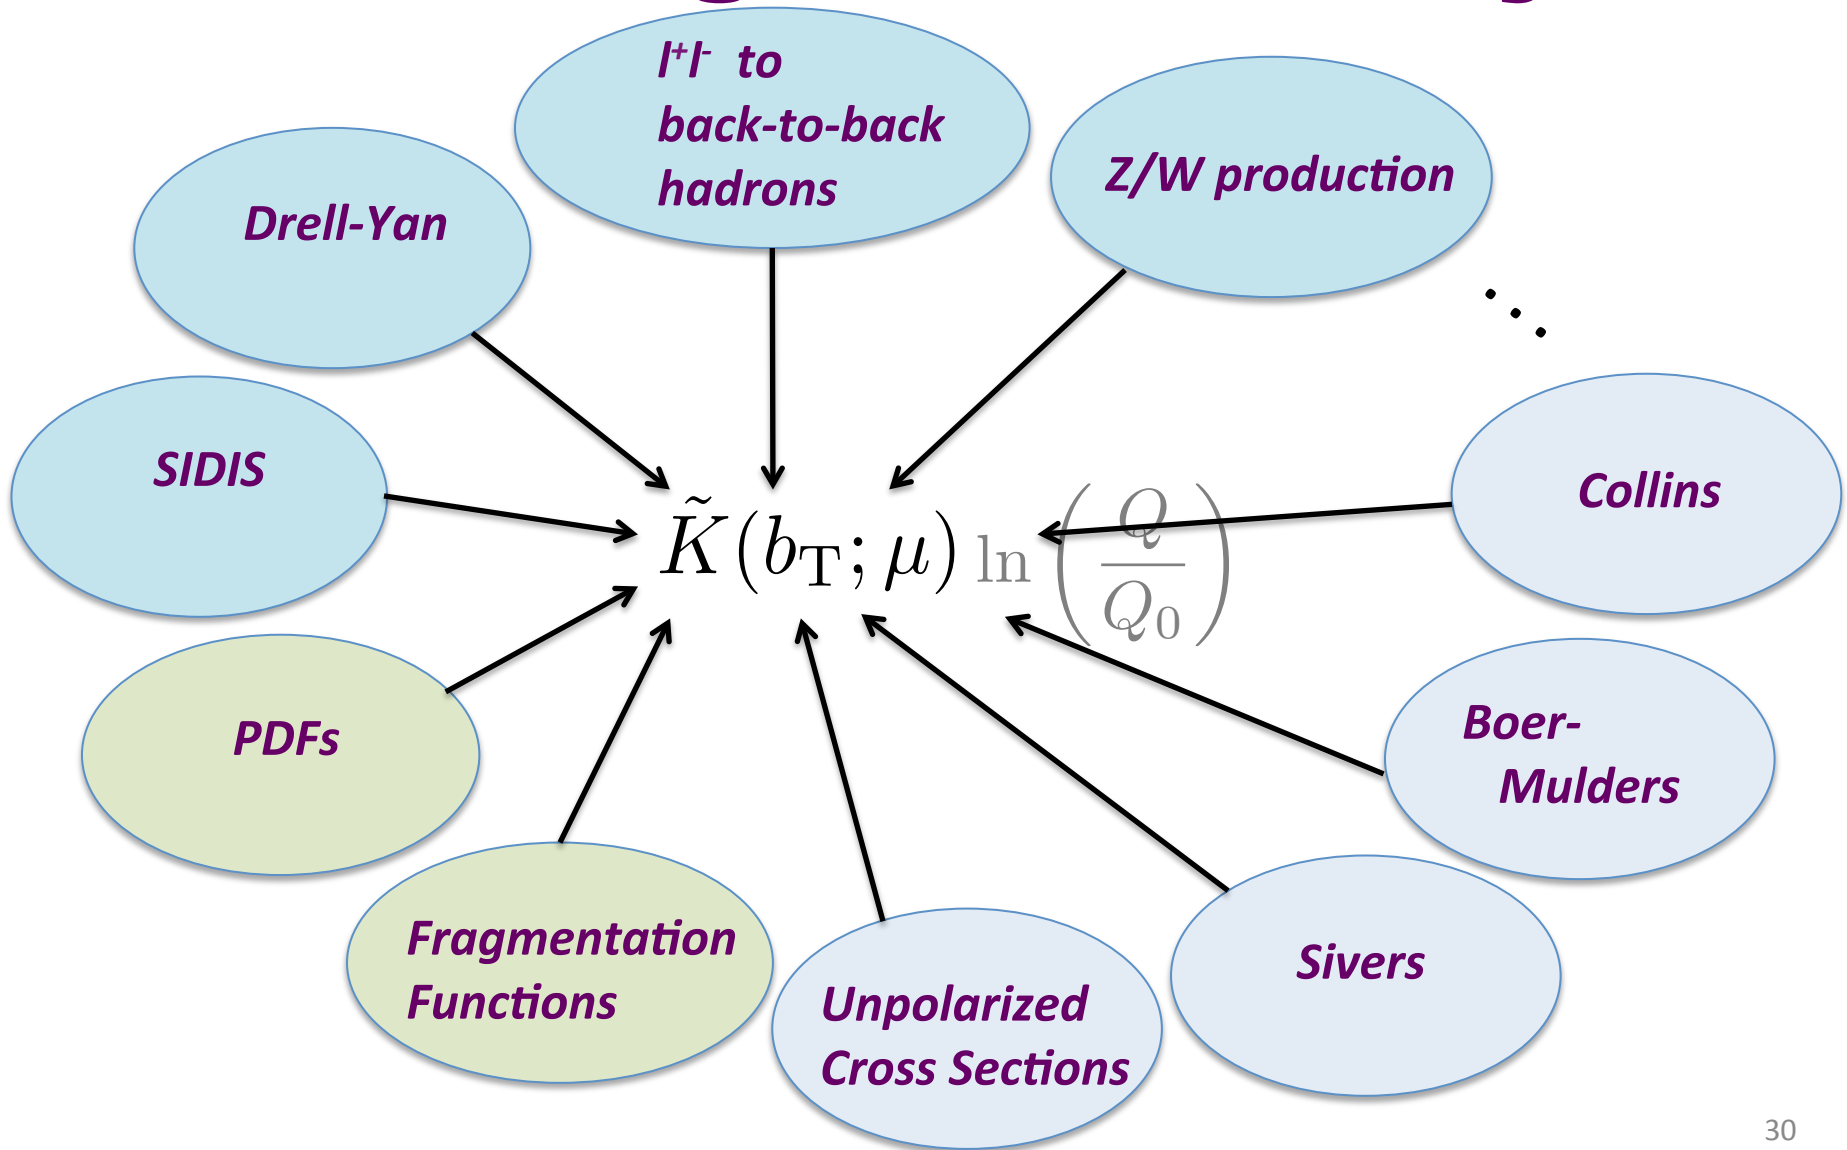 l⁺l⁻ to
back-to-back
hadrons
Z/W production
Drell-Yan
SIDIS
Collins
K̃(b_T; μ) ln (Q/Q₀)
PDFs
Boer-
Mulders
Fragmentation
Functions
Unpolarized
Cross Sections
Sivers
30